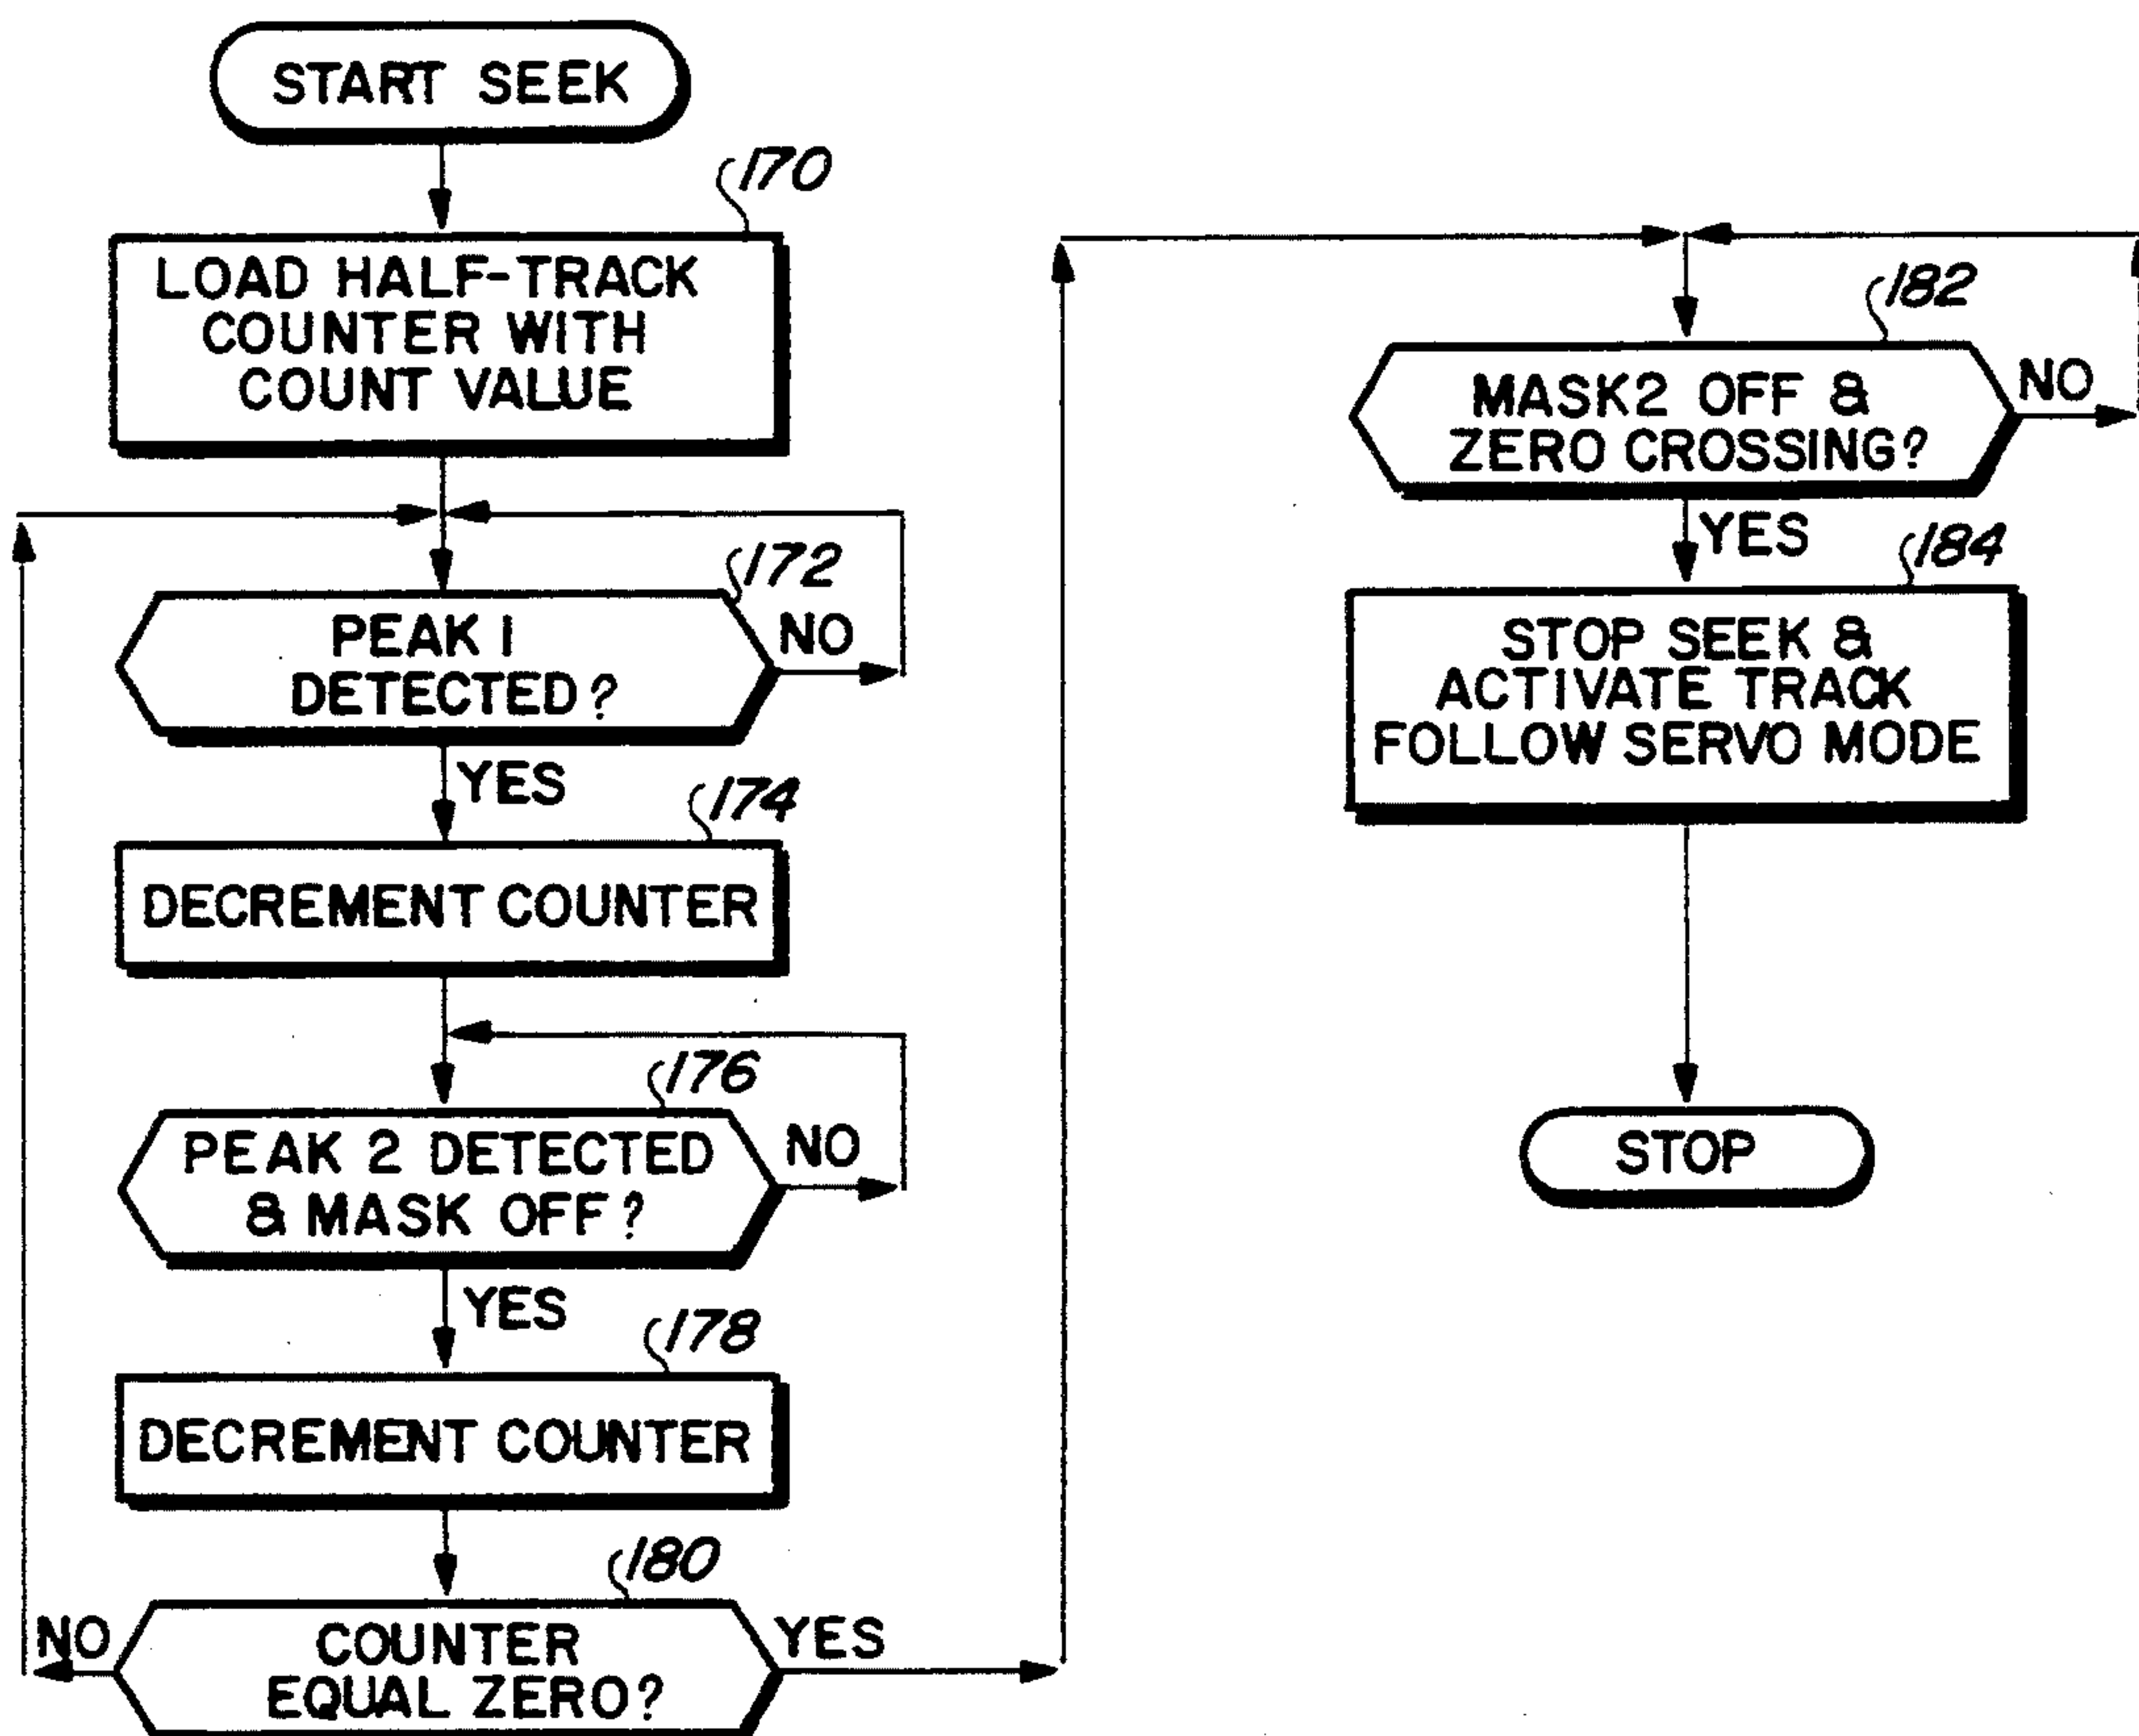 START SEEK
170
LOAD HALF-TRACK
COUNTER WITH
COUNT VALUE
172
PEAK 1
DETECTED?
NO
YES
174
DECREMENT COUNTER
176
PEAK 2 DETECTED
& MASK OFF?
NO
YES
178
DECREMENT COUNTER
180
NO
COUNTER
EQUAL ZERO?
YES
182
MASK2 OFF &
ZERO CROSSING?
NO
YES
184
STOP SEEK &
ACTIVATE TRACK
FOLLOW SERVO MODE
STOP